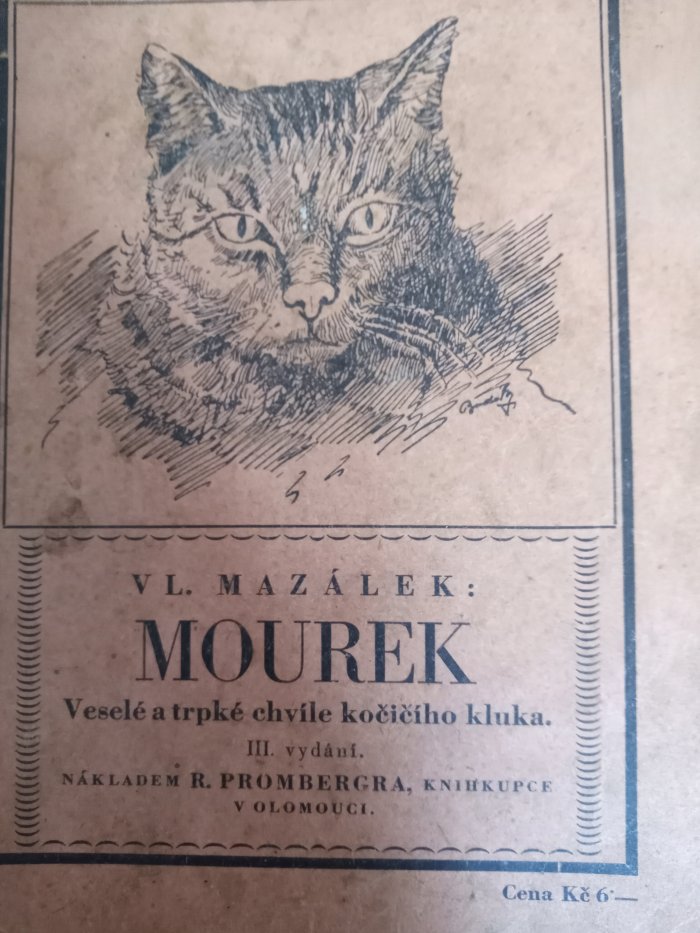 VL. MAZÁLEK:
MOUREK
Veselé a trpké chvíle kočičího kluka.
III. vydání.
NÁKLADEM R. PROMBERGRA, KNIHKUPCE
V OLOMOUCI.
Cena Kč 6·—